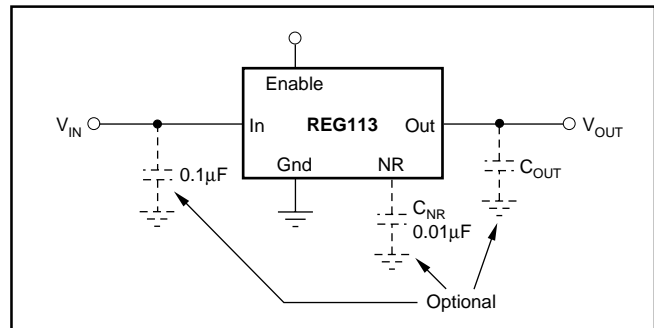 Enable
V_IN
In
REG113
Out
V_OUT
Gnd
NR
0.1µF
C_OUT
C_NR
0.01µF
Optional